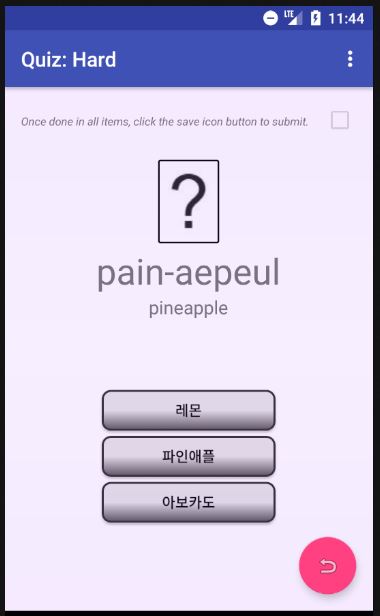 LTE 11:44
Quiz: Hard
Once done in all items, click the save icon button to submit.
?
pain-aepeul
pineapple
레몬
파인애플
아보카도